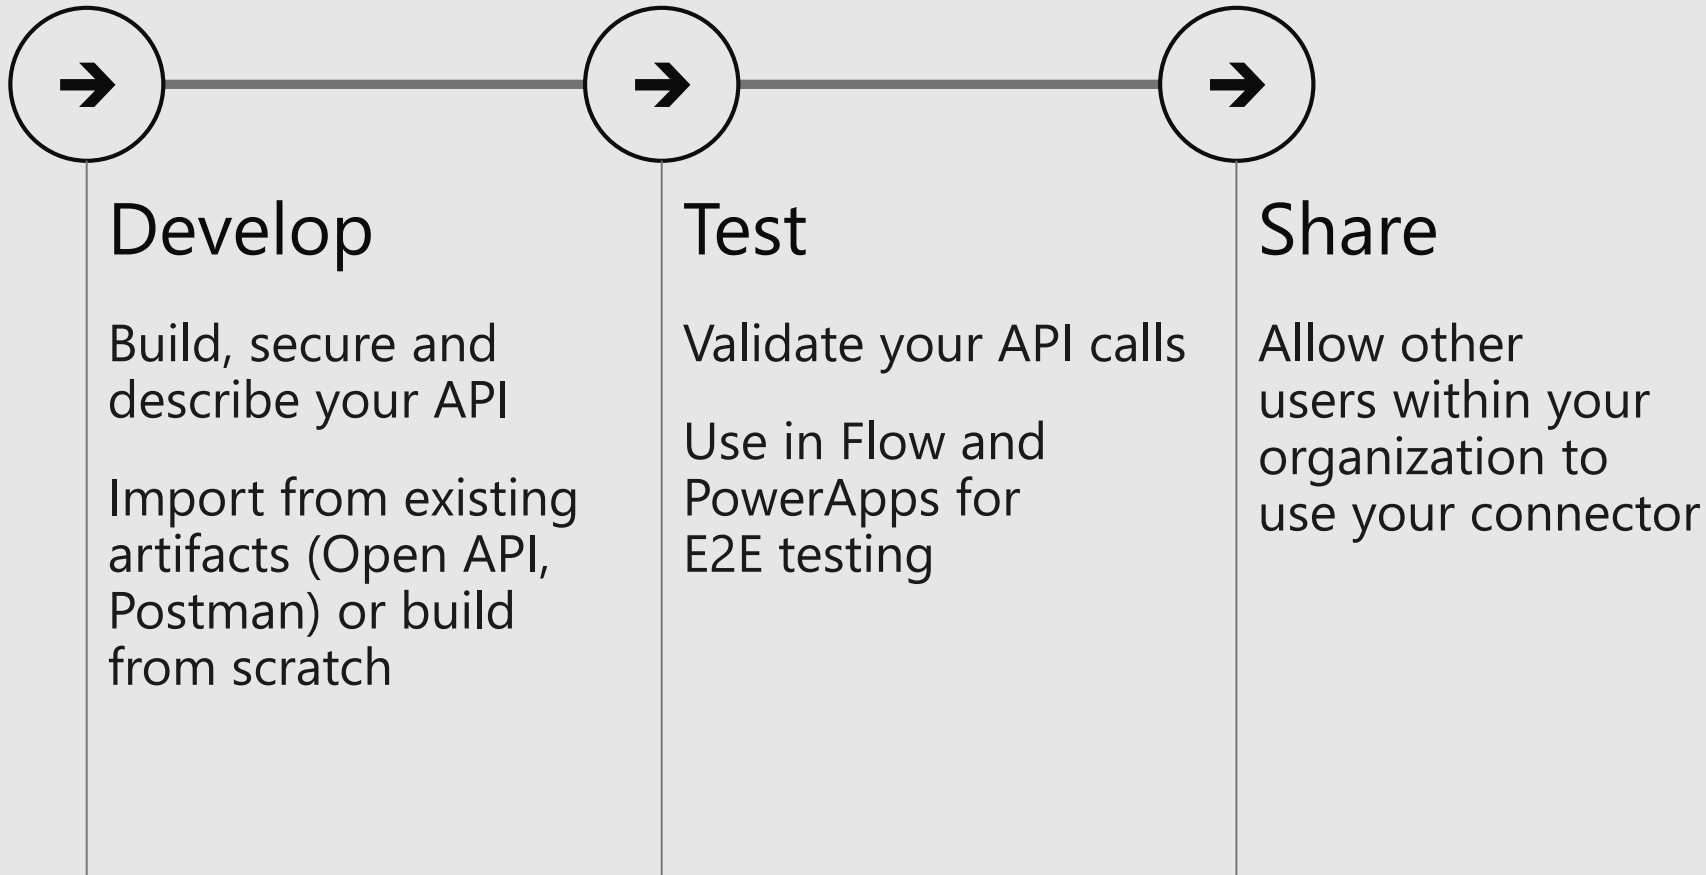 Develop
Build, secure and
describe your API
Import from existing
artifacts (Open API,
Postman) or build
from scratch
Test
Validate your API calls
Use in Flow and
PowerApps for
E2E testing
Share
Allow other
users within your
organization to
use your connector